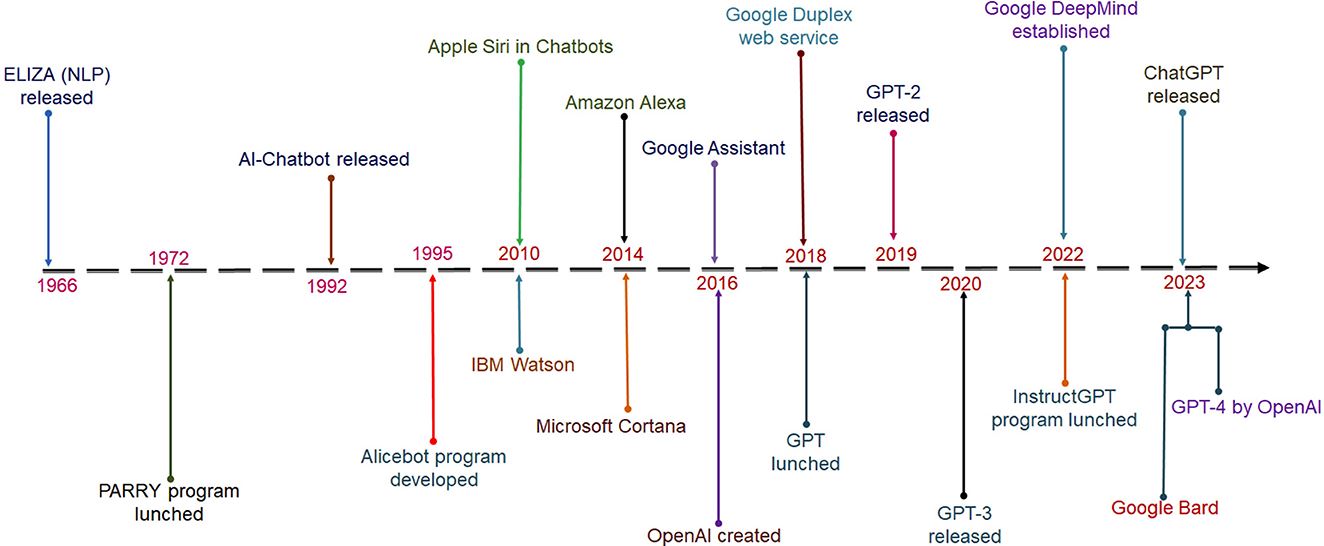 Google Duplex
web service
Google DeepMind
established
Apple Siri in Chatbots
ELIZA (NLP)
released
ChatGPT
released
Amazon Alexa
GPT-2
released
Google Assistant
AI-Chatbot released
1966
1972
1992
1995
2010
2014
2016
2018
2019
2020
2022
2023
IBM Watson
InstructGPT
program lunched
GPT-4 by OpenAI
Microsoft Cortana
GPT
lunched
Alicebot program
developed
PARRY program
lunched
Google Bard
GPT-3
released
OpenAI created